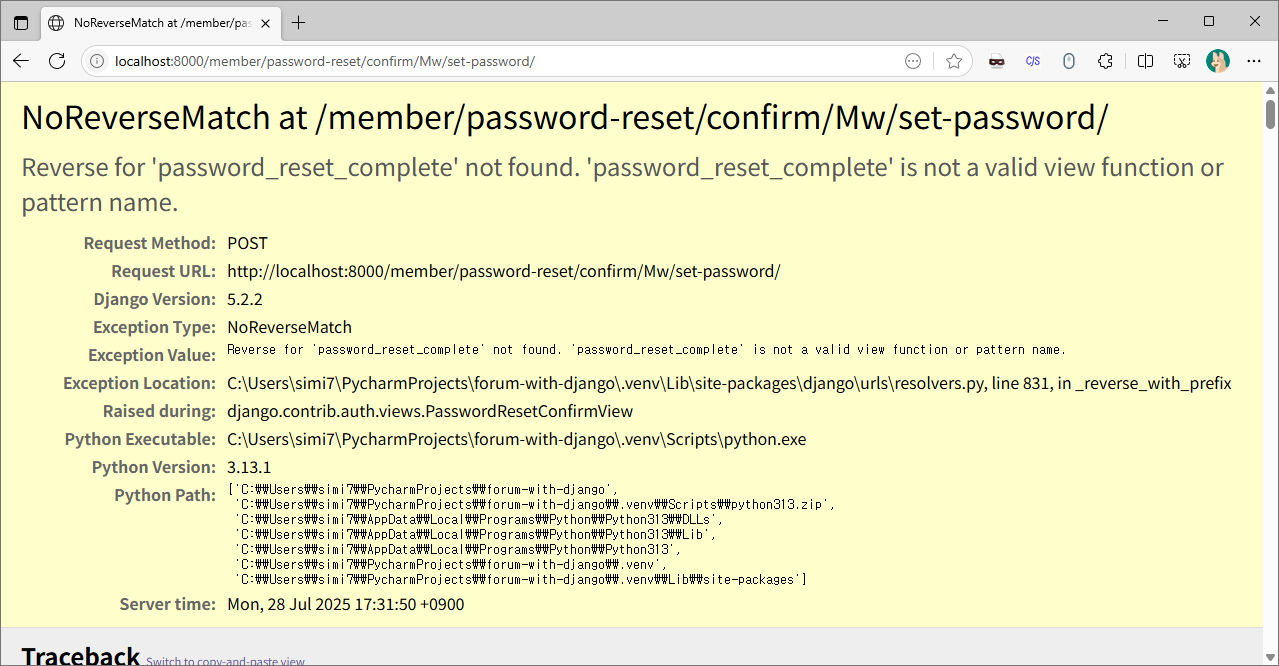 NoReverseMatch at /member/pas
localhost:8000/member/password-reset/confirm/Mw/set-password/
C/S
NoReverseMatch at /member/password-reset/confirm/Mw/set-password/
Reverse for 'password_reset_complete' not found. 'password_reset_complete' is not a valid view function or
pattern name.
Request Method: POST
Request URL: http://localhost:8000/member/password-reset/confirm/Mw/set-password/
Django Version: 5.2.2
Exception Type: NoReverseMatch
Exception Value: Reverse for 'password_reset_complete' not found. 'password_reset_complete' is not a valid view function or pattern name.
Exception Location: C:\Users\simi7\PycharmProjects\forum-with-django\.venv\Lib\site-packages\django\urls\resolvers.py, line 831, in _reverse_with_prefix
Raised during: django.contrib.auth.views.PasswordResetConfirmView
Python Executable: C:\Users\simi7\PycharmProjects\forum-with-django\.venv\Scripts\python.exe
Python Version: 3.13.1
Python Path: ['C:₩₩Users₩₩simi7₩₩PycharmProjects₩₩forum-with-django',
'C:₩₩Users₩₩simi7₩₩PycharmProjects₩₩forum-with-django₩₩.venv₩₩Scripts₩₩python313.zip',
'C:₩₩Users₩₩simi7₩₩AppData₩₩Local₩₩Programs₩₩Python₩₩Python313₩₩DLLs',
'C:₩₩Users₩₩simi7₩₩AppData₩₩Local₩₩Programs₩₩Python₩₩Python313₩₩Lib',
'C:₩₩Users₩₩simi7₩₩AppData₩₩Local₩₩Programs₩₩Python₩₩Python313',
'C:₩₩Users₩₩simi7₩₩PycharmProjects₩₩forum-with-django₩₩.venv',
'C:₩₩Users₩₩simi7₩₩PycharmProjects₩₩forum-with-django₩₩.venv₩₩Lib₩₩site-packages']
Server time: Mon, 28 Jul 2025 17:31:50 +0900
Traceback Switch to copy-and-paste view